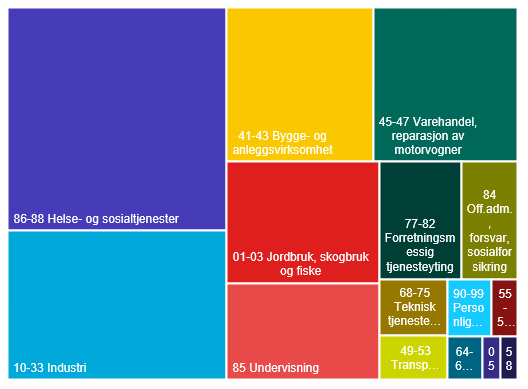 86-88 Helse- og sosialtjenester
10-33 Industri
41-43 Bygge- og
anleggsvirksomhet
45-47 Varehandel,
reparasjon av
motorvogner
01-03 Jordbruk, skogbruk
og fiske
85 Undervisning
77-82
Forretningsm
essig
tjenesteyting
84
Off.adm.
,
forsvar,
sosialfor
sikring
68-75
Teknisk
tjeneste...
90-99
Perso
nlig...
55
-
5...
49-53
Transp...
64-
6...
0
5
5
8